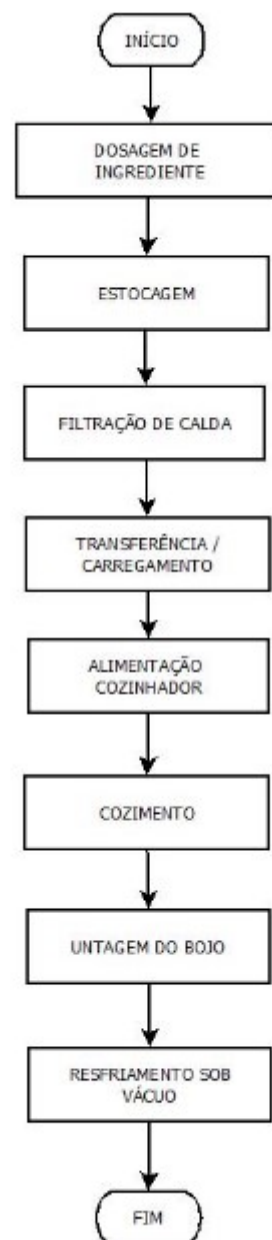 INÍCIO
DOSAGEM DE
INGREDIENTE
ESTOCAGEM
FILTRAÇÃO DE CALDA
TRANSFERÊNCIA /
CARREGAMENTO
ALIMENTAÇÃO
COZINHADOR
COZIMENTO
UNTAGEM DO BOJO
RESFRIAMENTO SOB
VÁCUO
FIM